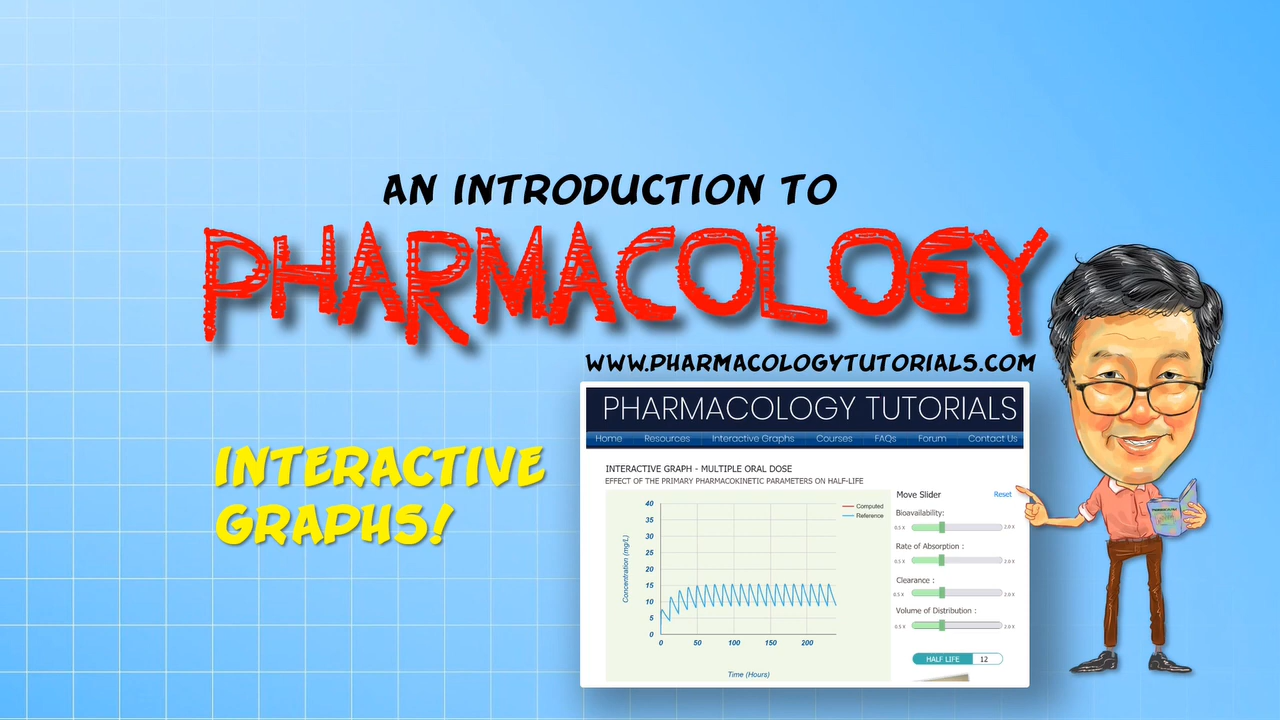 AN INTRODUCTION TO
PHARMACOLOGY
WWW.PHARMACOLOGYTUTORIALS.COM
INTERACTIVE
GRAPHS!
PHARMACOLOGY TUTORIALS
Home Resources Interactive Graphs Courses FAQs Forum Contact Us
INTERACTIVE GRAPH - MULTIPLE ORAL DOSE
EFFECT OF THE PRIMARY PHARMACOKINETIC PARAMETERS ON HALF-LIFE
Concentration (mg/L)
40
35
30
25
20
15
10
5
0
0 50 100 150 200
Time (Hours)
Computed
Reference
Move Slider Reset
Bioavailability:
0.5 X 2.0 X
Rate of Absorption :
0.5 X 2.0 X
Clearance :
0.5 X 2.0 X
Volume of Distribution :
0.5 X 2.0 X
HALF LIFE 12